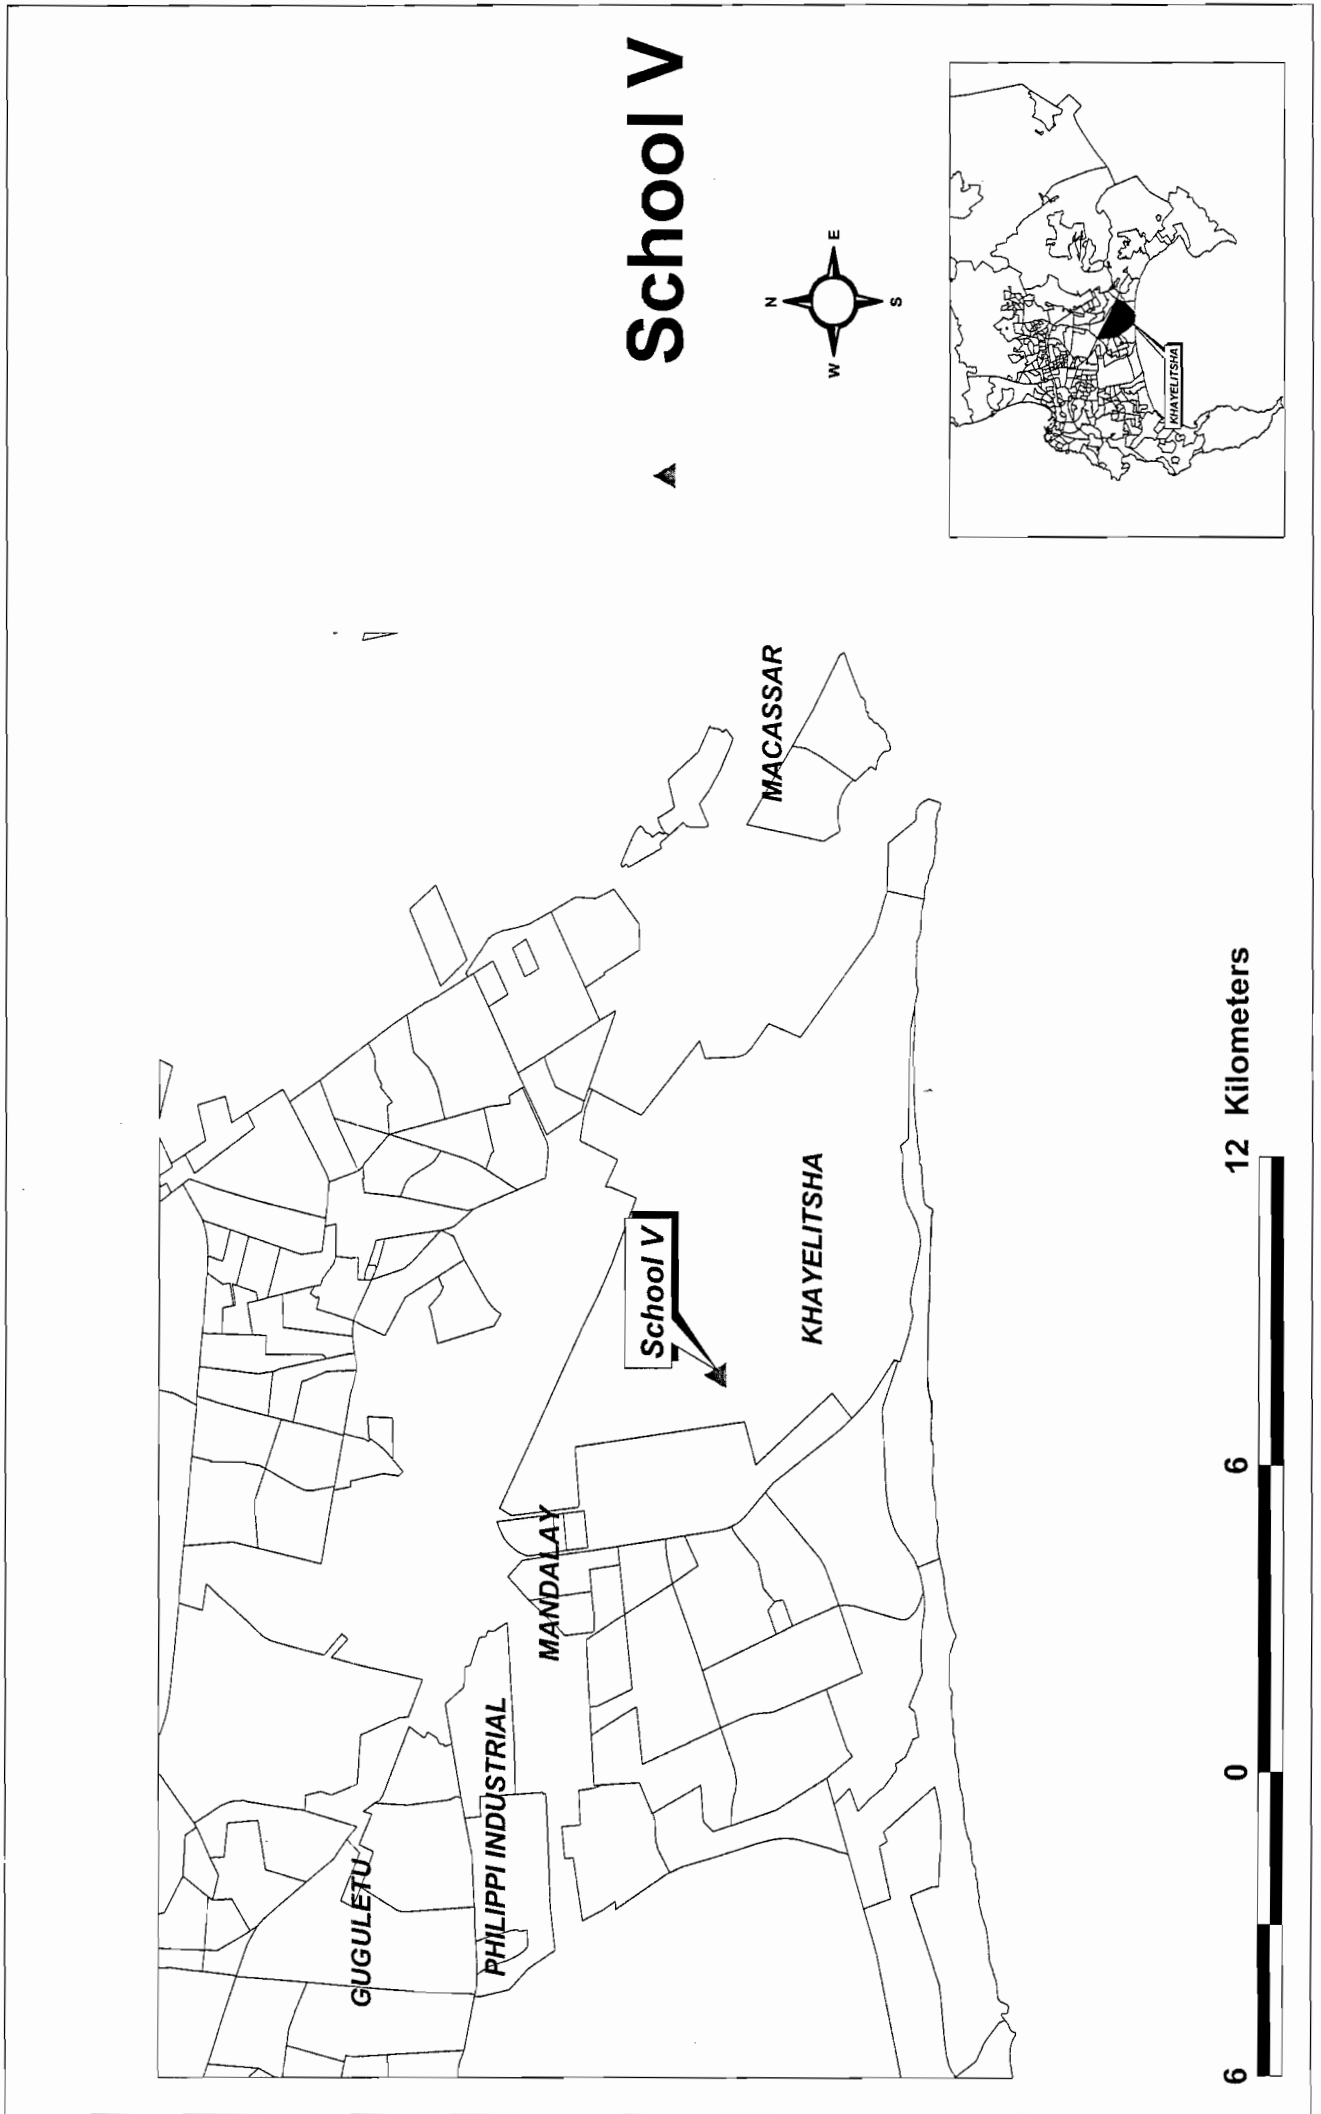 School V
N
W
E
S
KHAYELITSHA
MACASSAR
School V
KHAYELITSHA
MANDALAY
PHILIPPI INDUSTRIAL
GUGULETU
6 0 6 12 Kilometers